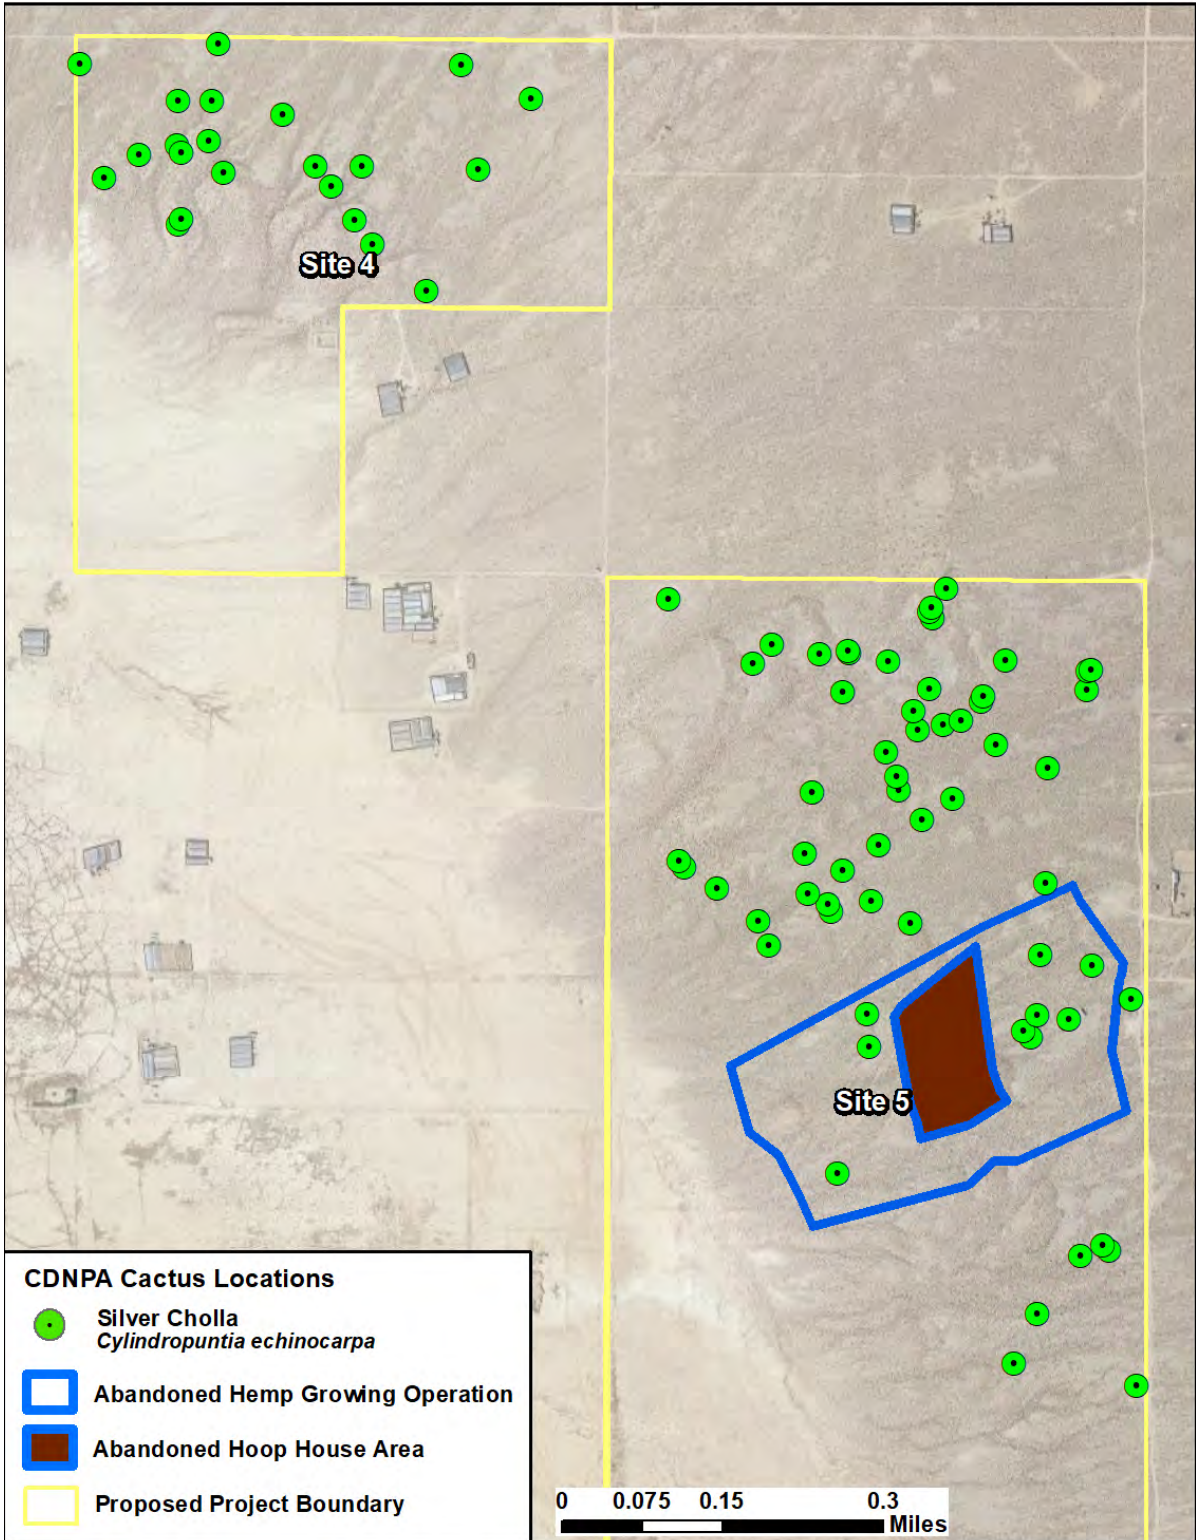 Site 4
Site 5
CDNPA Cactus Locations
Silver Cholla
Cylindropuntia echinocarpa
Abandoned Hemp Growing Operation
Abandoned Hoop House Area
Proposed Project Boundary
0 0.075 0.15 0.3
Miles